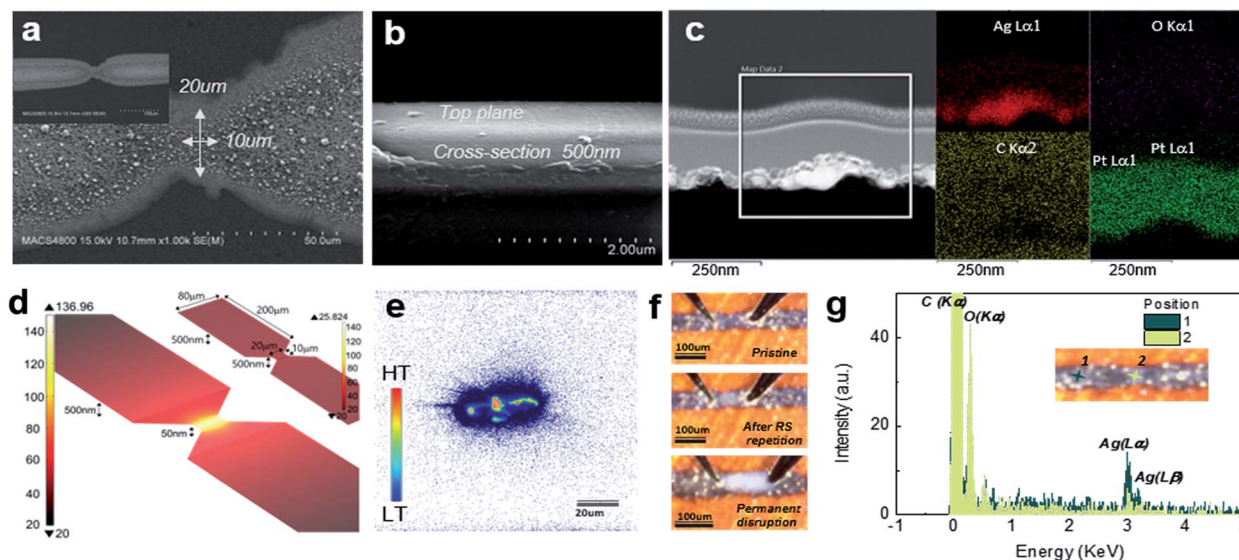 a
20um
10um
MACS4800 15.0kV 10.7mm x1.00k SE(M)
50.0um
b
Top plane
Cross-section 500nm
2.00um
c
Map Data 2
250nm
Ag Lα1
O Kα1
C Kα2
Pt Lα1
Pt Lα1
250nm
250nm
d
▲136.96
140
120
100
80
60
40
20
▼20
80μm
200μm
500nm
20μm
10μm
500nm
500nm
50nm
▲25.824
140
120
100
80
60
40
20
▼20
e
HT
LT
20um
f
100um
Pristine
100um
After RS
repetition
100um
Permanent
disruption
g
C (Kα)
O(Kα)
Position
1
2
1
2
Ag(Lα)
Ag(Lβ)
Intensity (a.u.)
40
20
0
-1
0
1
2
3
4
5
Energy (KeV)